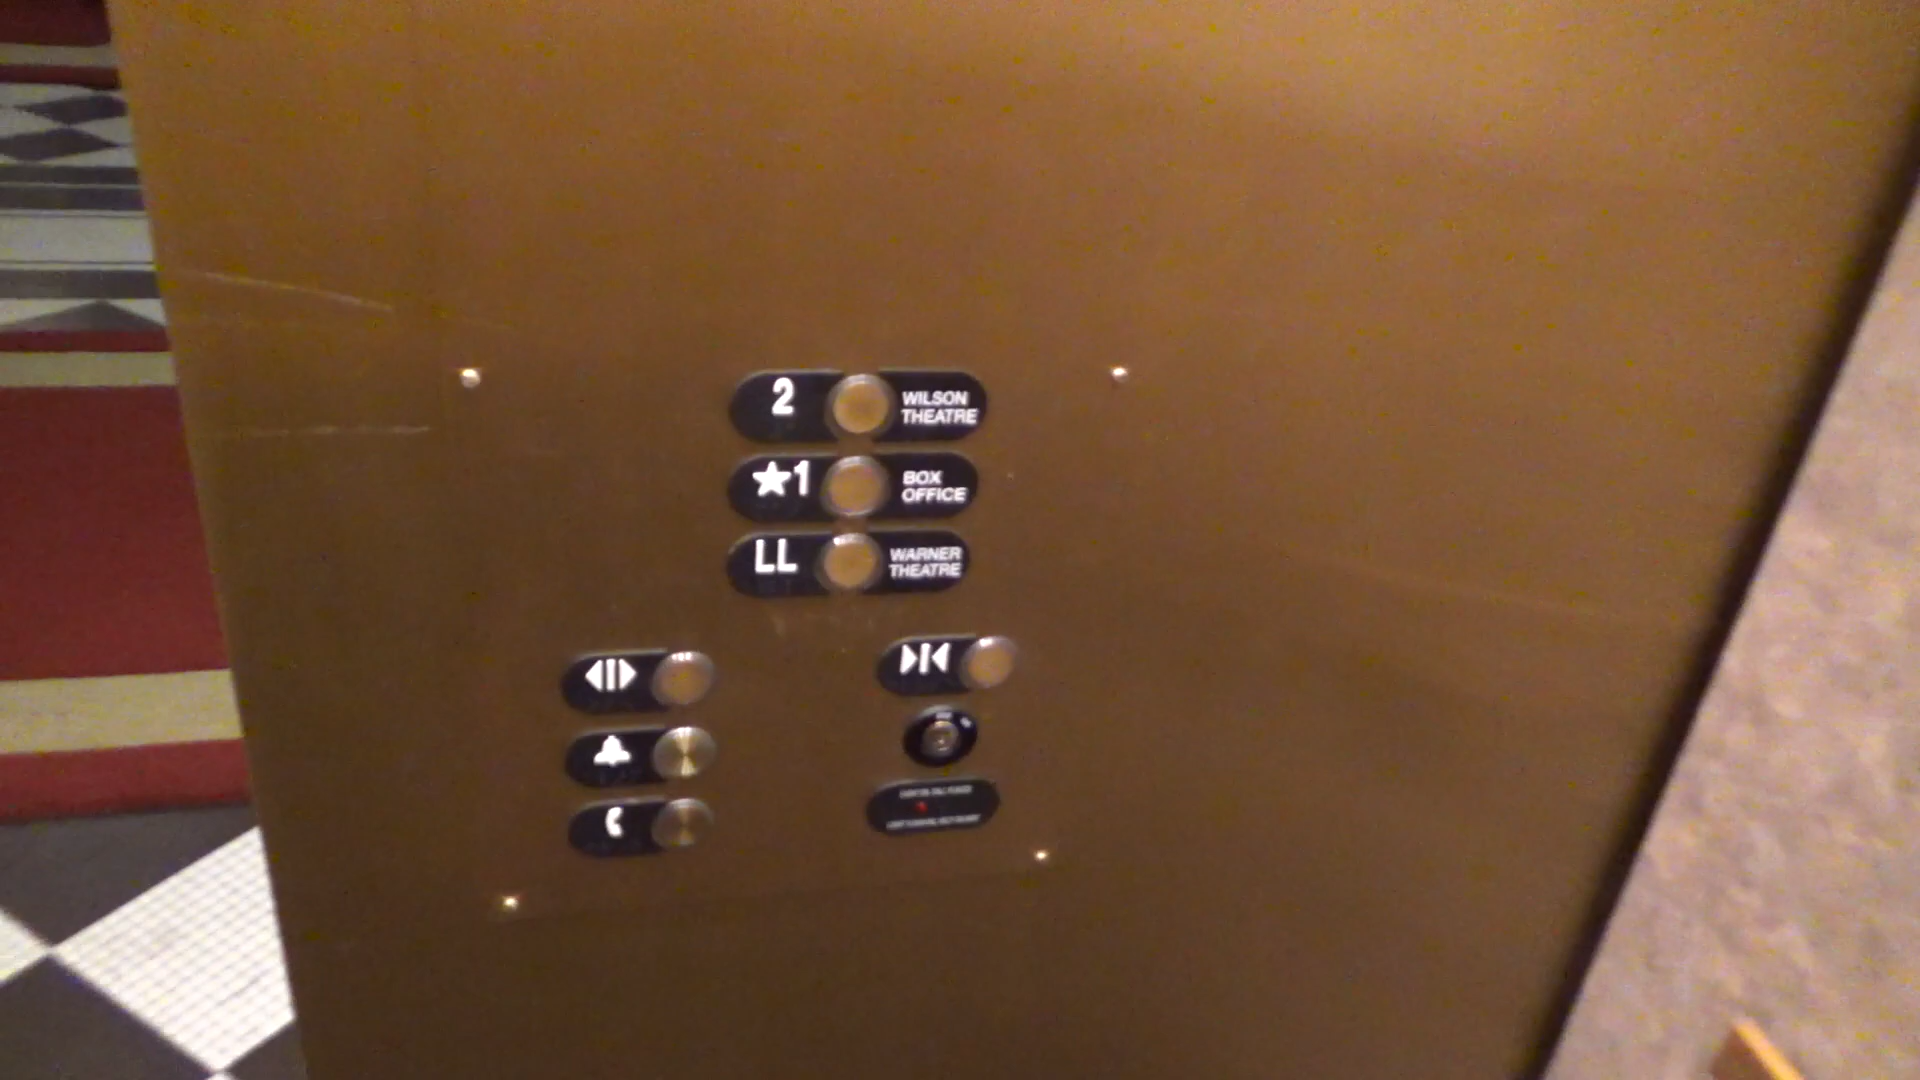 2 WILSON
THEATRE
★1 BOX
OFFICE
LL WARNER
THEATRE